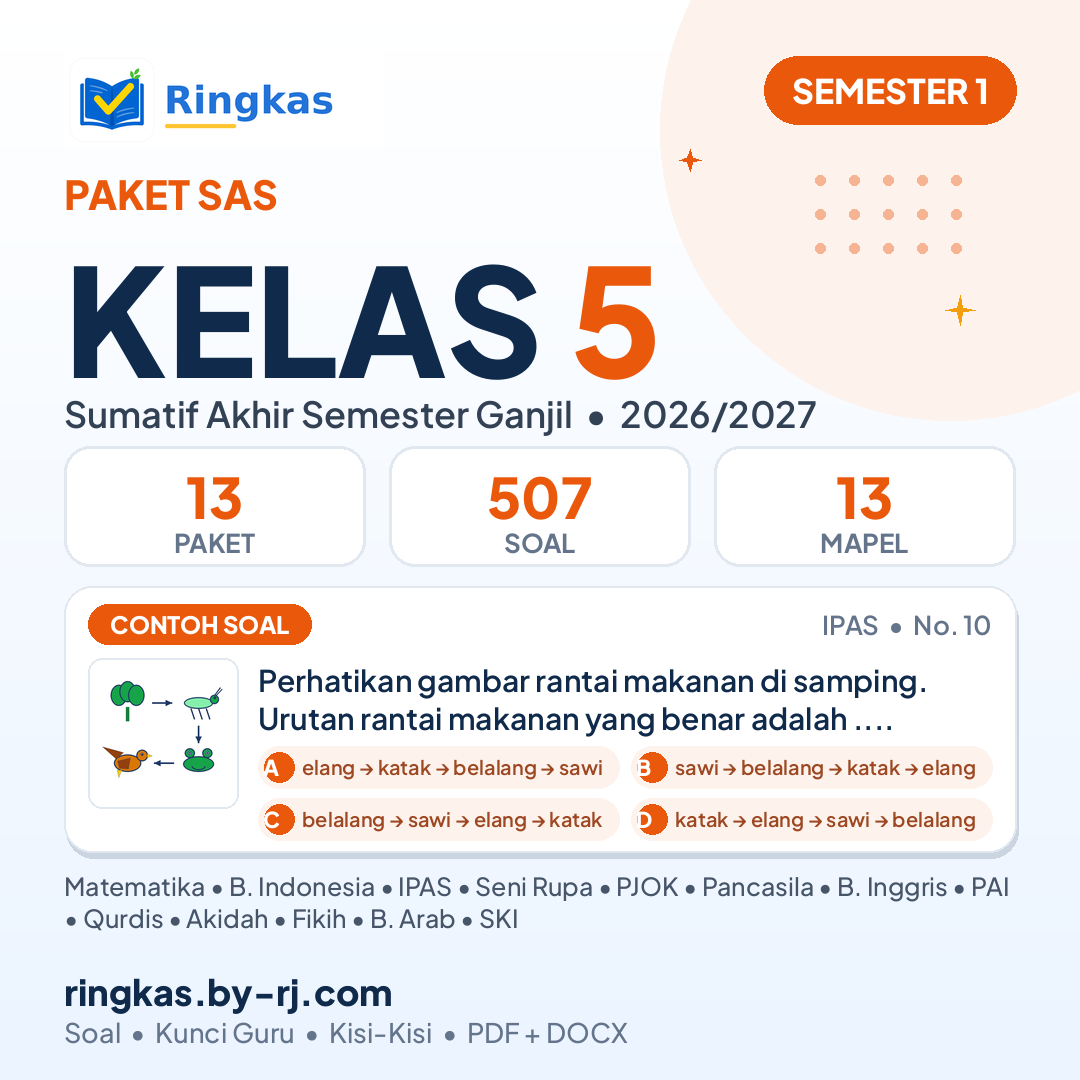 Ringkas
SEMESTER 1
PAKET SAS
KELAS 5
Sumatif Akhir Semester Ganjil • 2026/2027
13
PAKET
507
SOAL
13
MAPEL
CONTOH SOAL
IPAS • No. 10
Perhatikan gambar rantai makanan di samping.
Urutan rantai makanan yang benar adalah ....
A elang → katak → belalang → sawi
B sawi → belalang → katak → elang
C belalang → sawi → elang → katak
D katak → elang → sawi → belalang
Matematika • B. Indonesia • IPAS • Seni Rupa • PJOK • Pancasila • B. Inggris • PAI
• Qurdis • Akidah • Fikih • B. Arab • SKI
ringkas.by-rj.com
Soal • Kunci Guru • Kisi-Kisi • PDF + DOCX